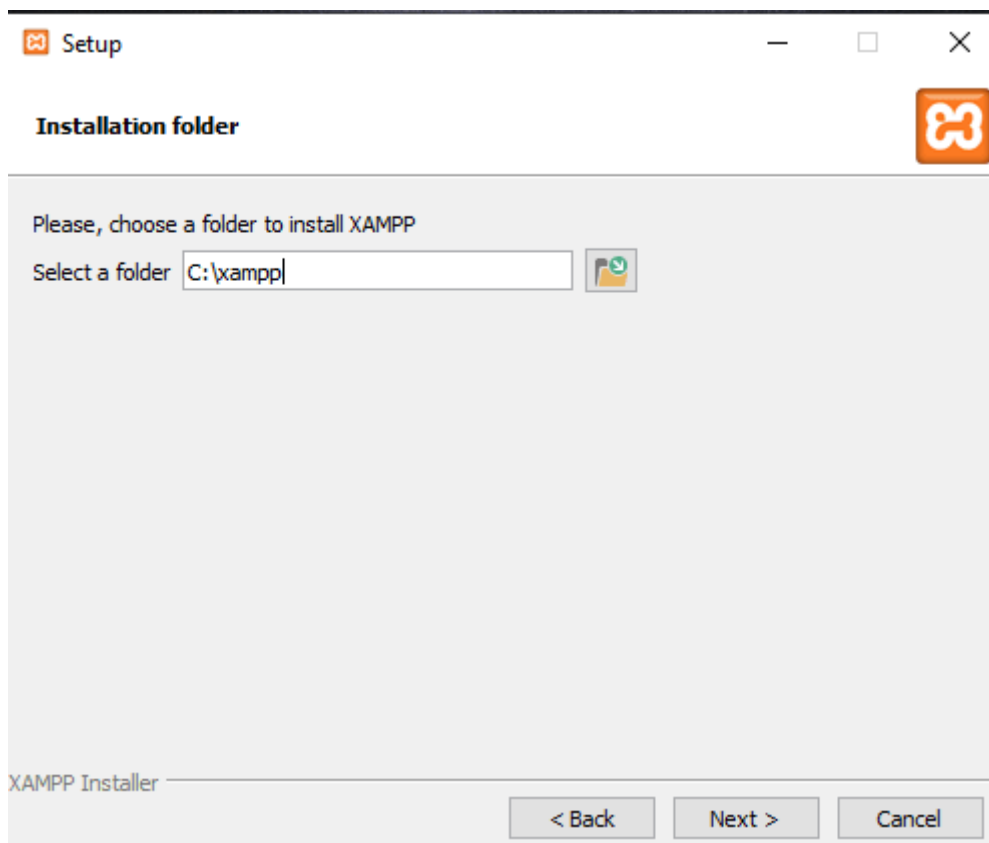 Setup
Installation folder
Please, choose a folder to install XAMPP
Select a folder C:\xampp
XAMPP Installer
< Back Next > Cancel